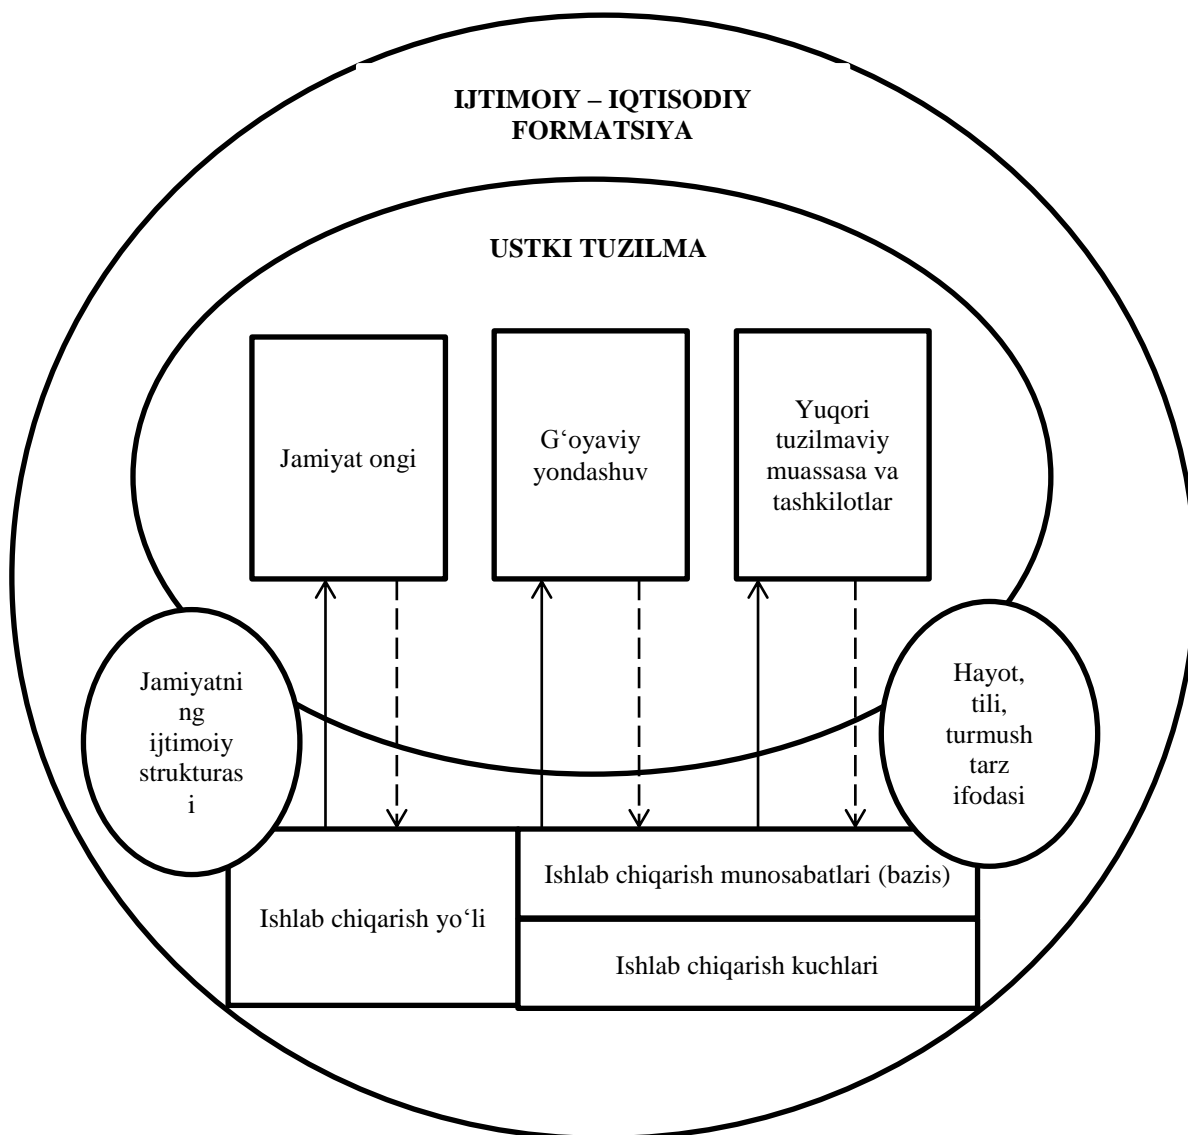 IJTIMOIY – IQTISODIY
FORMATSIYA
USTKI TUZILMA
Jamiyat ongi
G‘oyaviy
yondashuv
Yuqori
tuzilmaviy
muassasa va
tashkilotlar
Jamiyatni
ng
ijtimoiy
strukturas
i
Hayot,
tili,
turmush
tarz
ifodasi
Ishlab chiqarish yo‘li
Ishlab chiqarish munosabatlari (bazis)
Ishlab chiqarish kuchlari